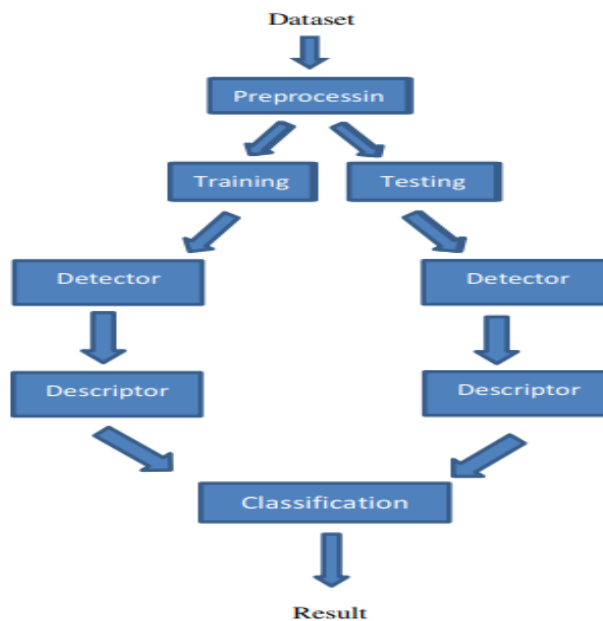 Dataset
Preprocessin
Training
Testing
Detector
Detector
Descriptor
Descriptor
Classification
Result